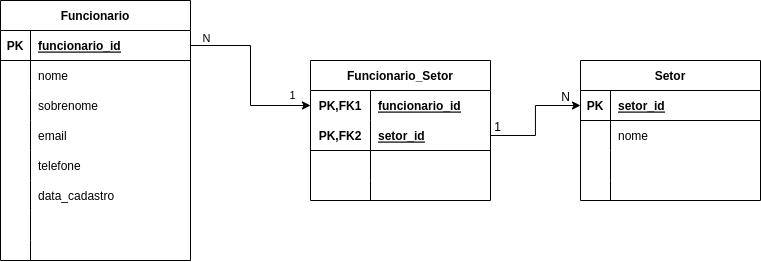 Funcionario
PK funcionario_id
nome
sobrenome
email
telefone
data_cadastro
N
1
Funcionario_Setor
PK,FK1 funcionario_id
PK,FK2 setor_id
1
N
Setor
PK setor_id
nome